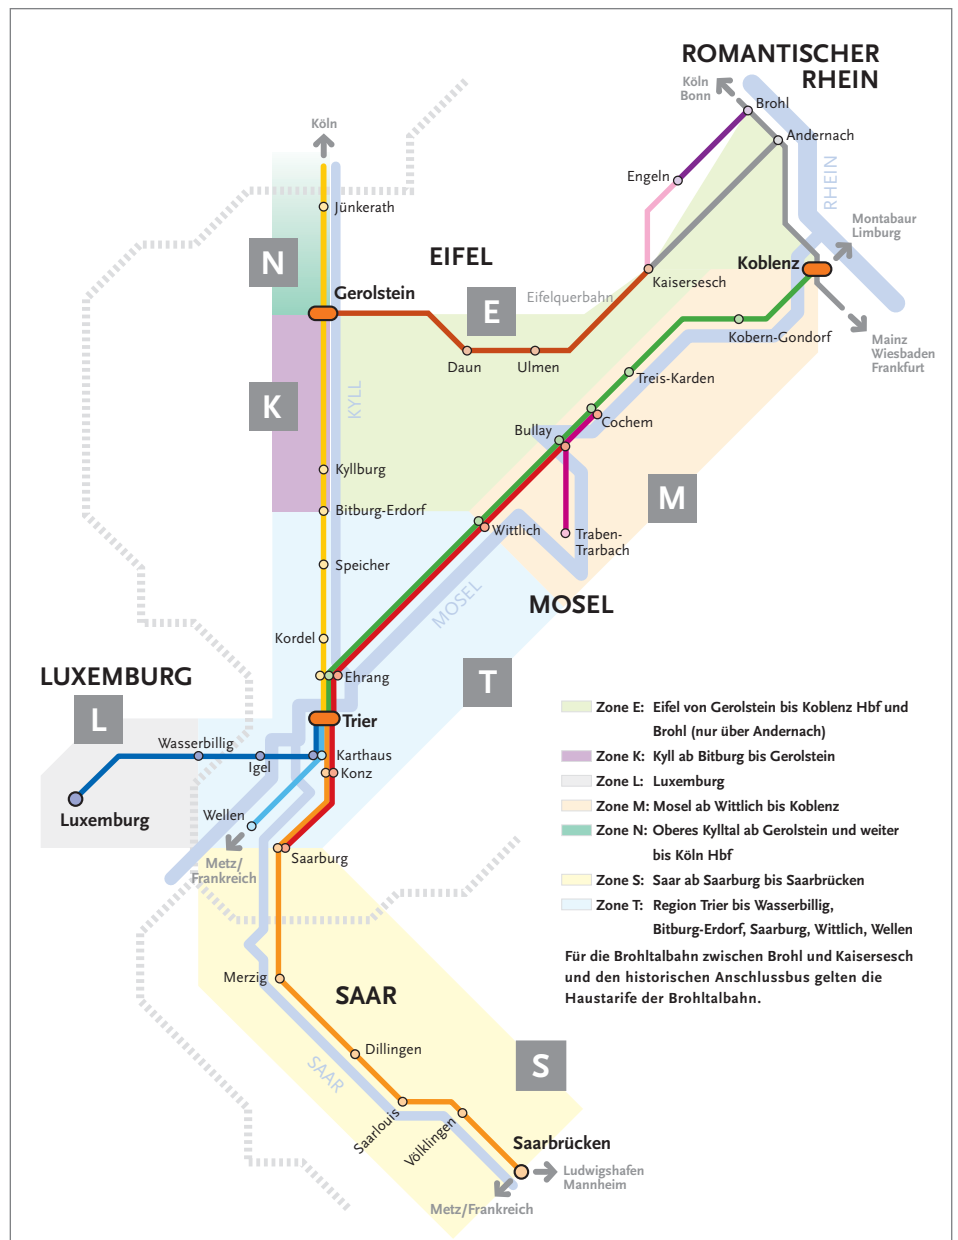 ROMANTISCHER
RHEIN
Köln
Bonn
Brohl
Andernach
Köln
RHEIN
Engeln
Jünkerath
Montabaur
Limburg
EIFEL
N
Koblenz
Kaisersesch
Gerolstein
Eifelquerbahn
E
Kobern-Gondorf
Mainz
Wiesbaden
Frankfurt
Daun
Ulmen
Treis-Karden
KYLL
K
Cochem
Bullay
Kyllburg
M
Bitburg-Erdorf
Wittlich
Traben-
Trarbach
Speicher
MOSEL
MOSEL
Kordel
LUXEMBURG
Ehrang
T
L
Trier
Wasserbillig
Karthaus
Igel
Konz
Luxemburg
Wellen
Saarburg
Metz/
Frankreich
Zone E: Eifel von Gerolstein bis Koblenz Hbf und
Brohl (nur über Andernach)
Zone K: Kyll ab Bitburg bis Gerolstein
Zone L: Luxemburg
Zone M: Mosel ab Wittlich bis Koblenz
Zone N: Oberes Kylltal ab Gerolstein und weiter
bis Köln Hbf
Zone S: Saar ab Saarburg bis Saarbrücken
Zone T: Region Trier bis Wasserbillig,
Bitburg-Erdorf, Saarburg, Wittlich, Wellen
Für die Brohltalbahn zwischen Brohl und Kaisersesch
und den historischen Anschlussbus gelten die
Haustarife der Brohltalbahn.
Merzig
SAAR
Dillingen
SAAR
S
Saarlouis
Völklingen
Saarbrücken
Ludwigshafen
Mannheim
Metz/Frankreich